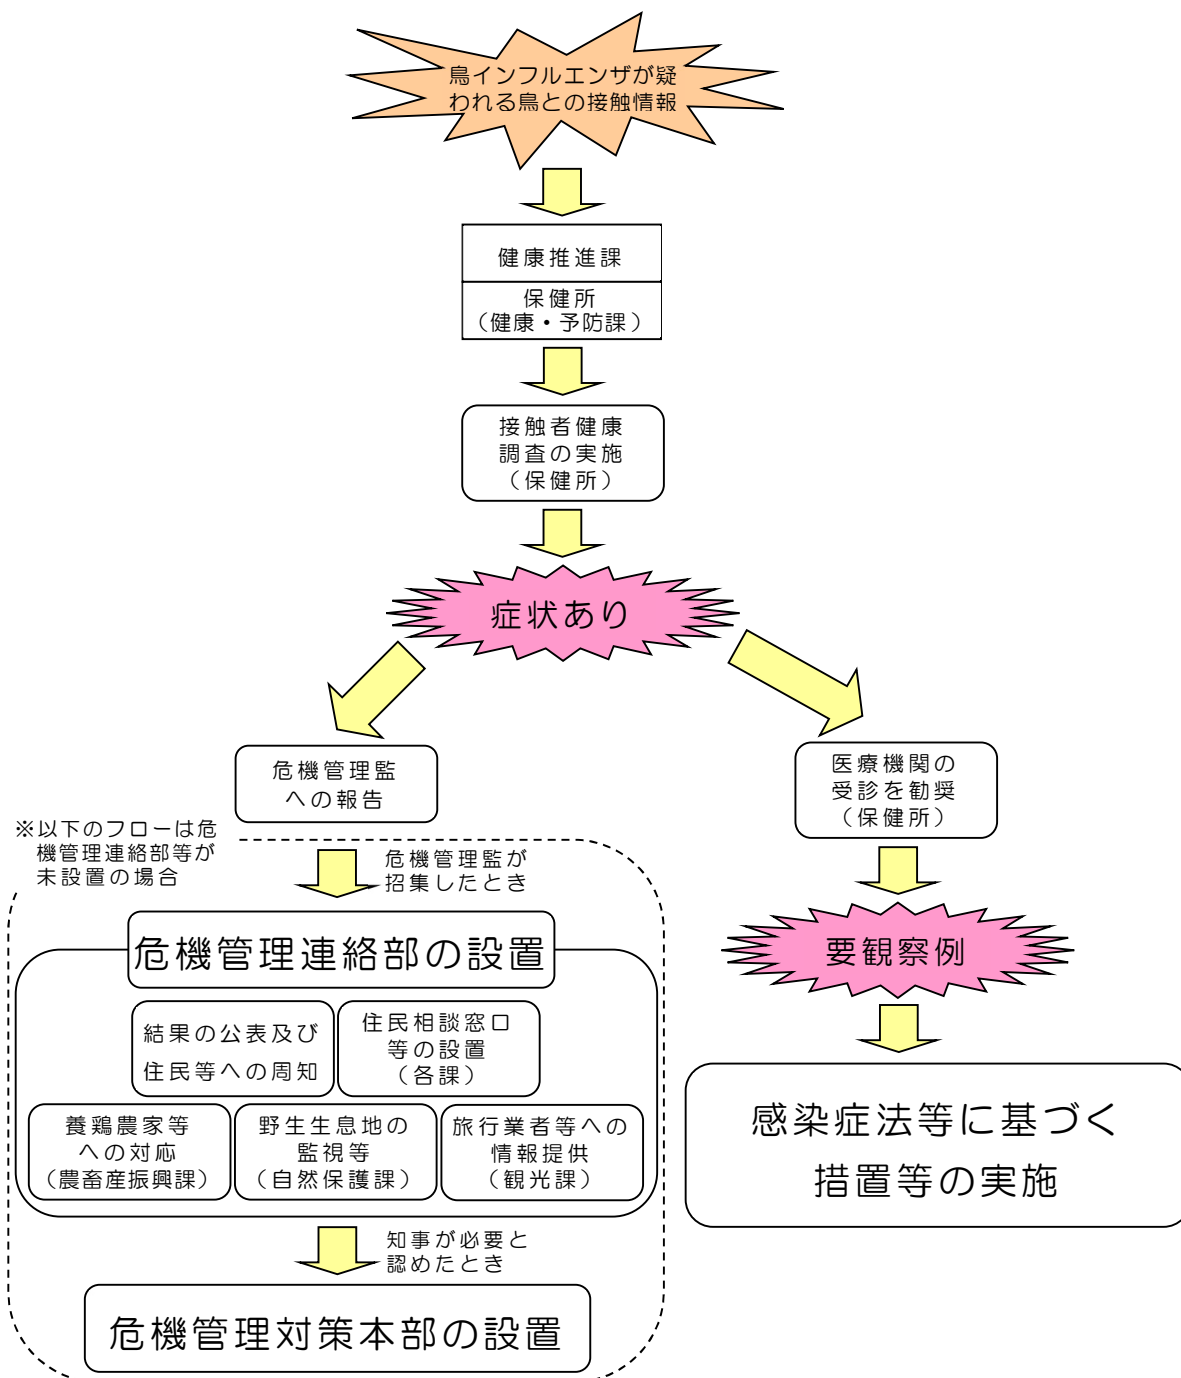 鳥インフルエンザが疑
われる鳥との接触情報
健康推進課
保健所
（健康・予防課）
接触者健康
調査の実施
（保健所）
症状あり
危機管理監
への報告
医療機関の
受診を勧奨
（保健所）
※以下のフローは危
機管理連絡部等が
未設置の場合
危機管理監が
招集したとき
危機管理連絡部の設置
要観察例
結果の公表及び
住民等への周知
住民相談窓口
等の設置
（各課）
養鶏農家等
への対応
（農畜産振興課）
野生生息地の
監視等
（自然保護課）
旅行業者等への
情報提供
（観光課）
感染症法等に基づく
措置等の実施
知事が必要と
認めたとき
危機管理対策本部の設置